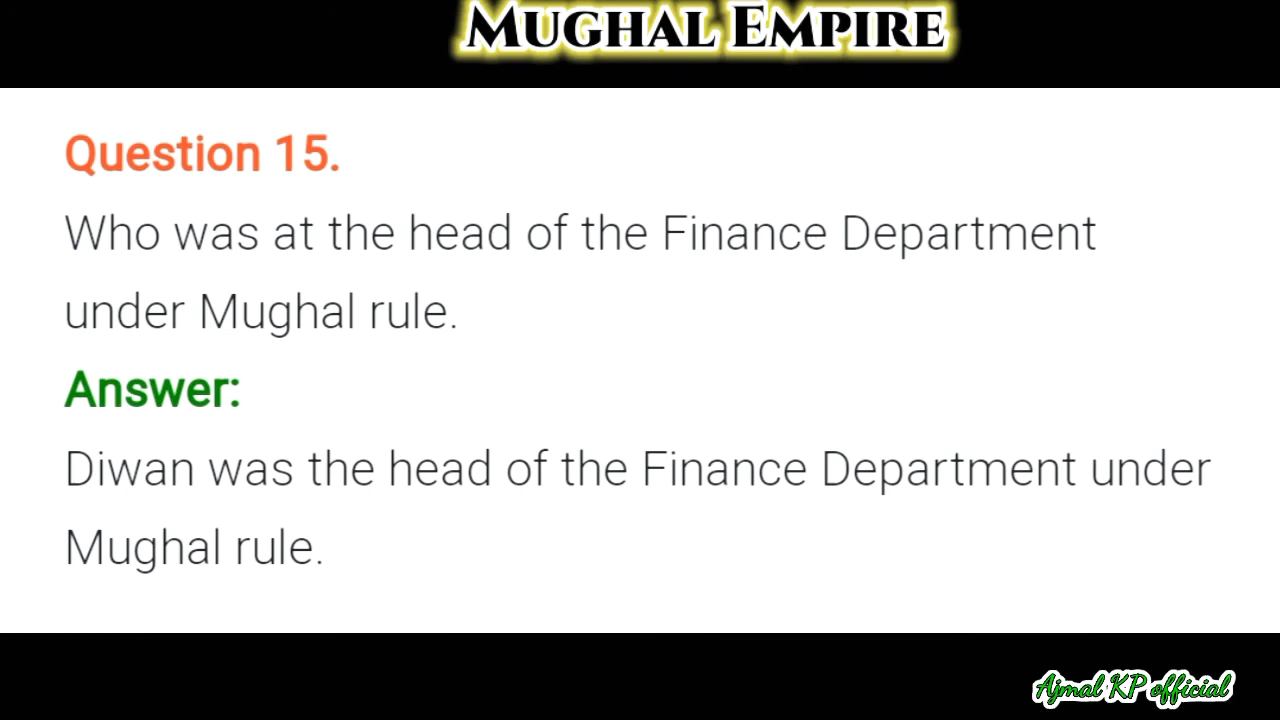 MUGHAL EMPIRE
Question 15.
Who was at the head of the Finance Department
under Mughal rule.
Answer:
Diwan was the head of the Finance Department under
Mughal rule.
Ajmal KP official